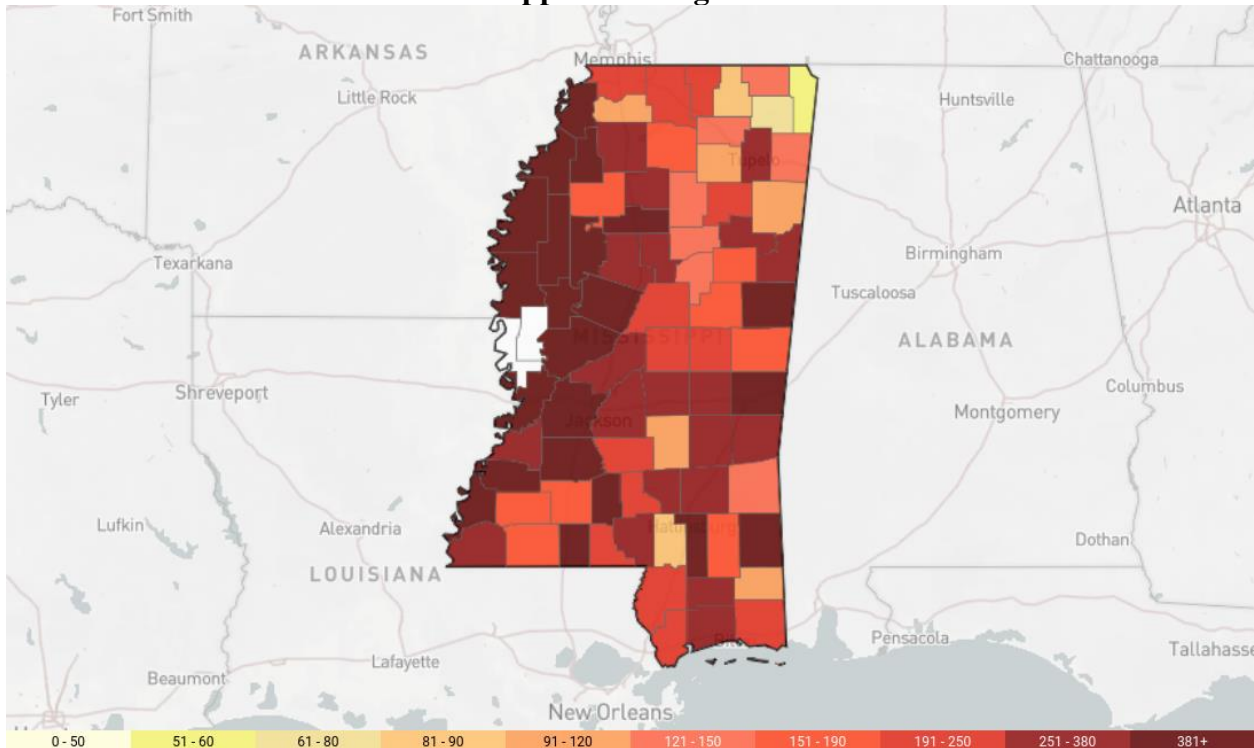 Fort Smith
ARKANSAS
Memphis
Chattanooga
Little Rock
Huntsville
Tupelo
Atlanta
Birmingham
Texarkana
Tuscaloosa
MISSISSIPPI
ALABAMA
Shreveport
Columbus
Tyler
Jackson
Montgomery
Lufkin
Alexandria
Hattiesburg
Dothan
LOUISIANA
Pensacola
Tallahasse
Lafayette
Beaumont
New Orleans
0 - 50 51 - 60 61 - 80 81 - 90 91 - 120 121 - 150 151 - 190 191 - 250 251 - 380 381+